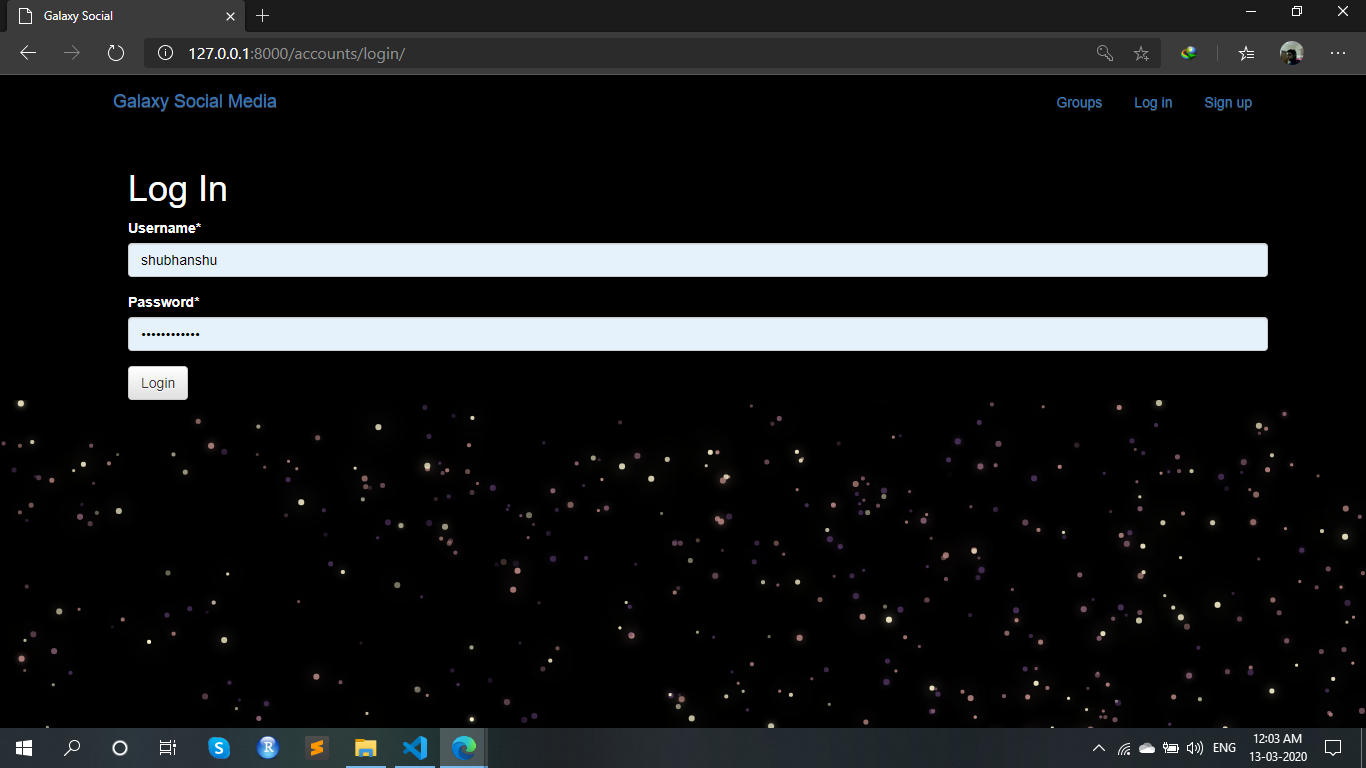 Galaxy Social
127.0.0.1:8000/accounts/login/
Galaxy Social Media
Groups Log in Sign up
Log In
Username*
shubhanshu
Password*
••••••••••••
Login
ENG
12:03 AM
13-03-2020